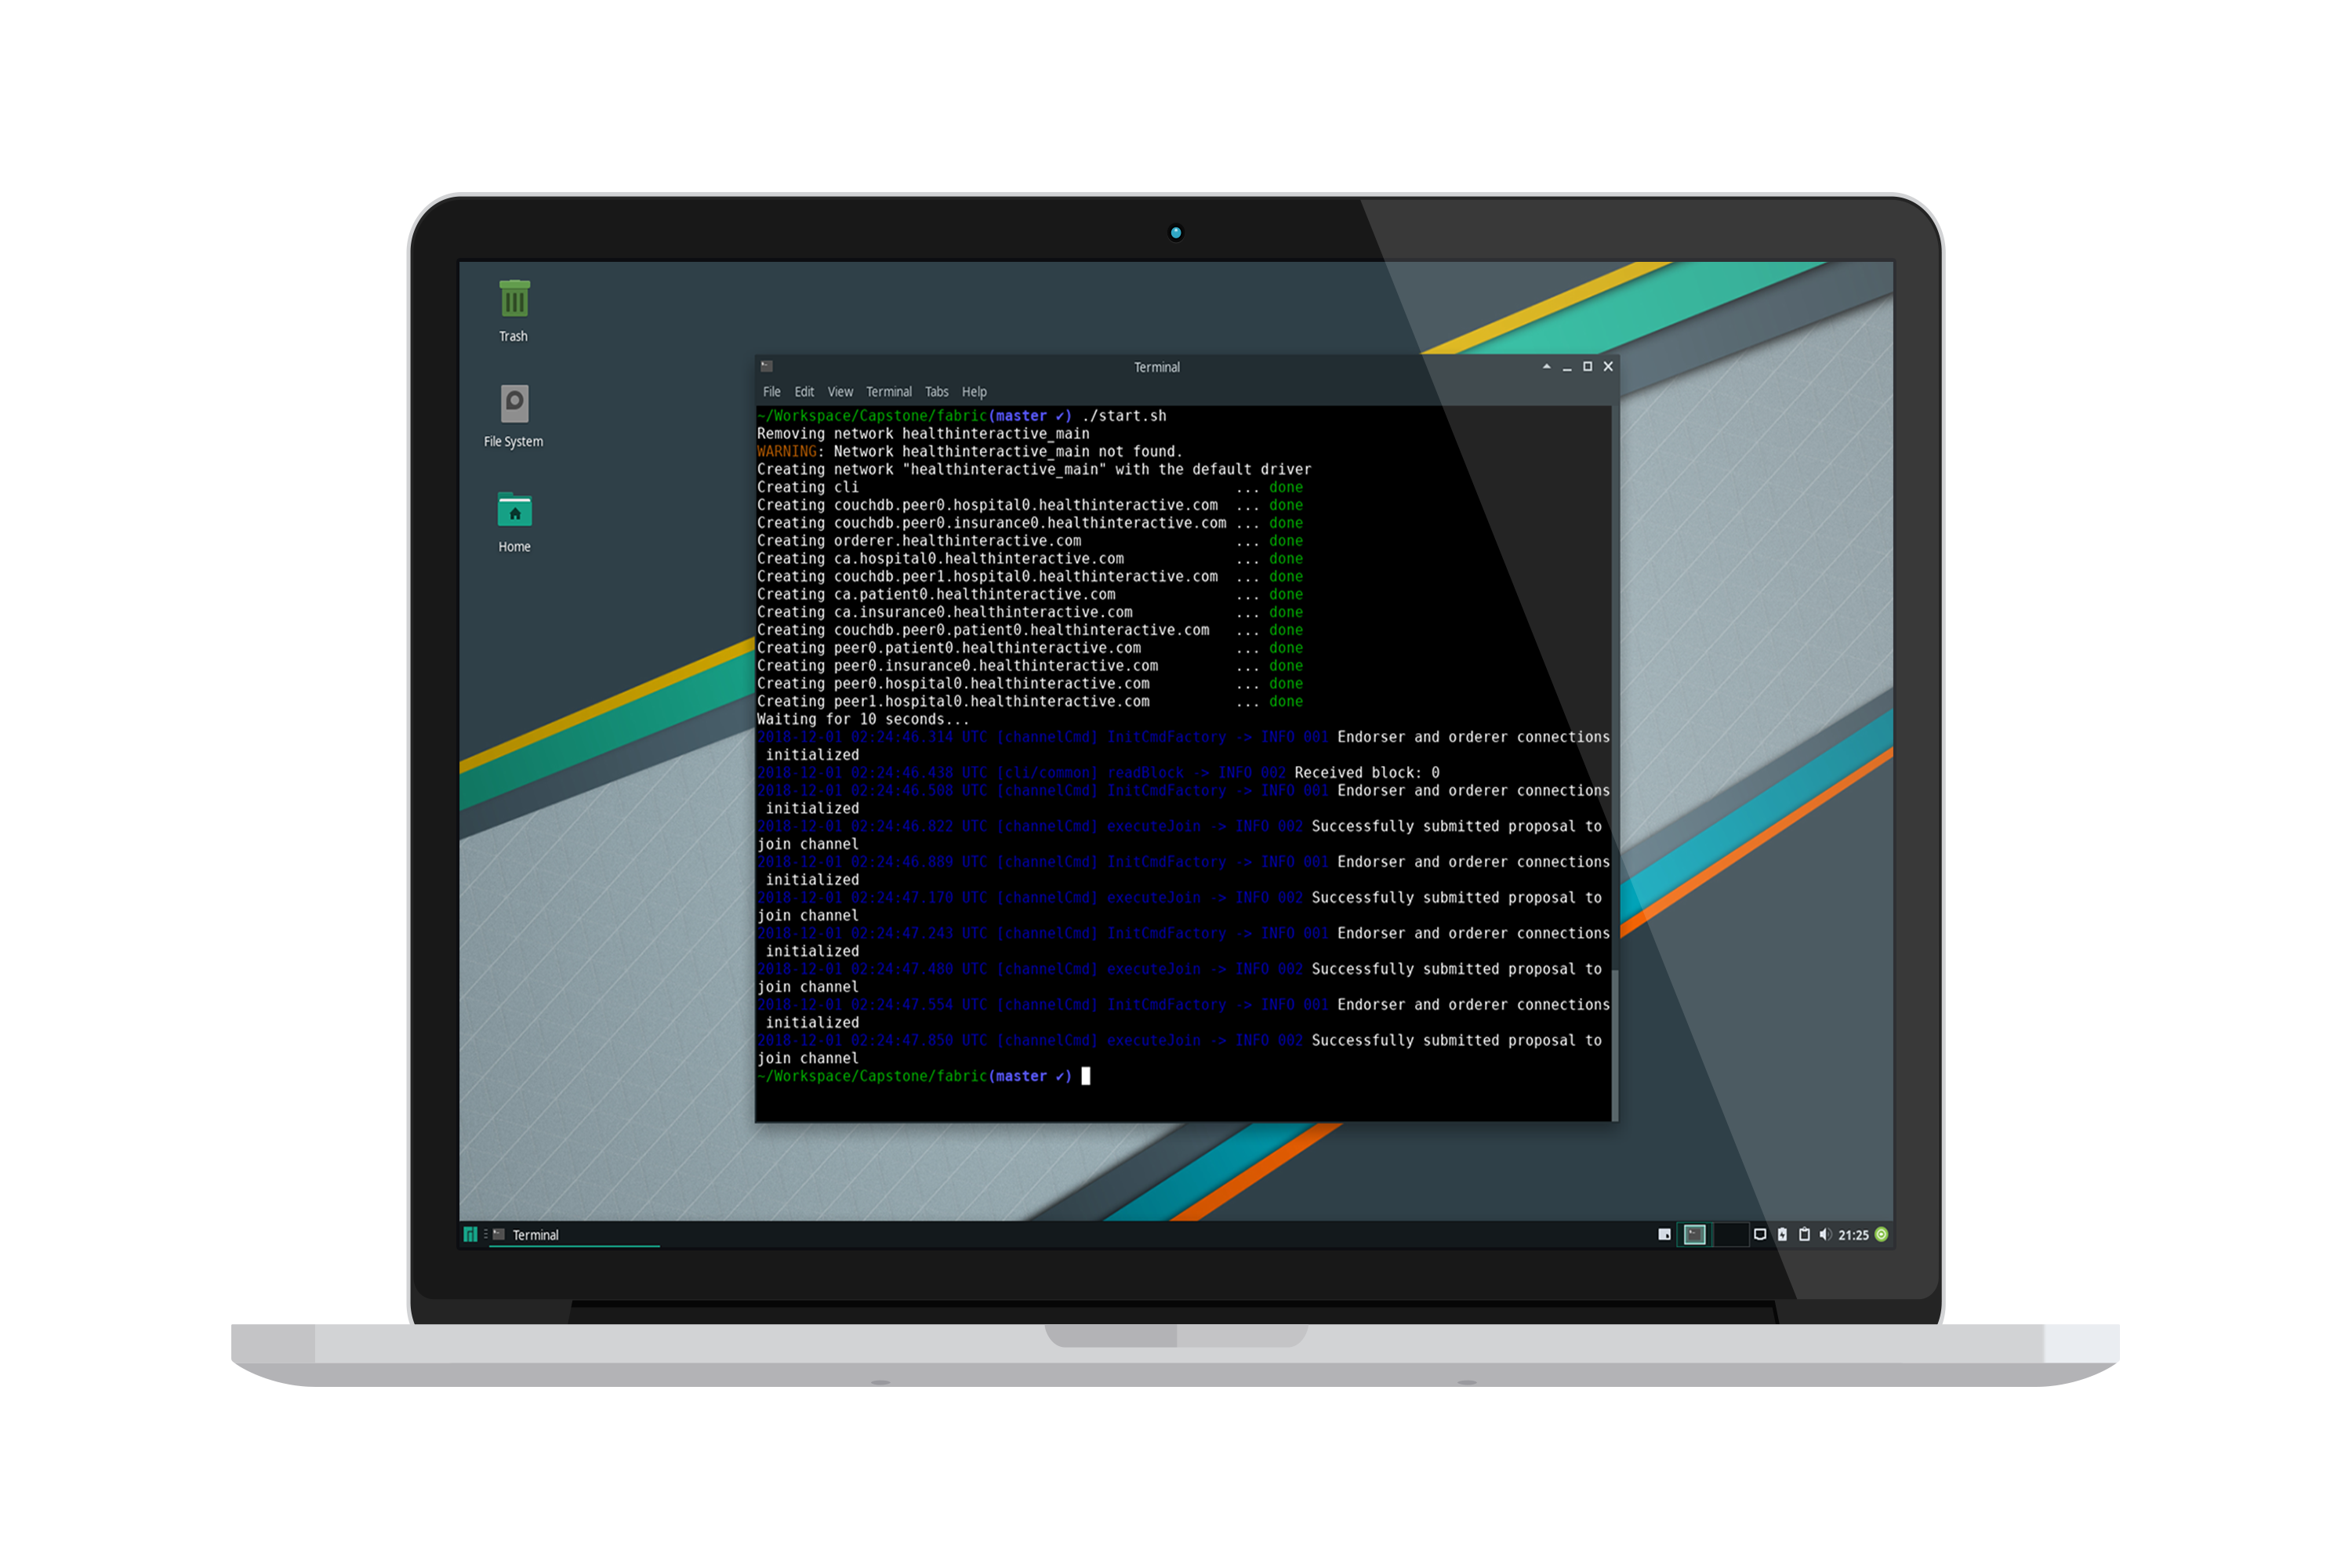 Trash
File System
Home
Terminal
File Edit View Terminal Tabs Help
~/Workspace/Capstone/fabric(master ✓) ./start.sh
Removing network healthinteractive_main
WARNING: Network healthinteractive_main not found.
Creating network "healthinteractive_main" with the default driver
Creating cli ... done
Creating couchdb.peer0.hospital0.healthinteractive.com ... done
Creating couchdb.peer0.insurance0.healthinteractive.com ... done
Creating orderer.healthinteractive.com ... done
Creating ca.hospital0.healthinteractive.com ... done
Creating couchdb.peer1.hospital0.healthinteractive.com ... done
Creating ca.patient0.healthinteractive.com ... done
Creating ca.insurance0.healthinteractive.com ... done
Creating couchdb.peer0.patient0.healthinteractive.com ... done
Creating peer0.patient0.healthinteractive.com ... done
Creating peer0.insurance0.healthinteractive.com ... done
Creating peer0.hospital0.healthinteractive.com ... done
Creating peer1.hospital0.healthinteractive.com ... done
Waiting for 10 seconds...
2018-12-01 02:24:46.314 UTC [channelCmd] InitCmdFactory -> INFO 001 Endorser and orderer connections
initialized
2018-12-01 02:24:46.438 UTC [cli/common] readBlock -> INFO 002 Received block: 0
2018-12-01 02:24:46.508 UTC [channelCmd] InitCmdFactory -> INFO 001 Endorser and orderer connections
initialized
2018-12-01 02:24:46.822 UTC [channelCmd] executeJoin -> INFO 002 Successfully submitted proposal to
join channel
2018-12-01 02:24:46.889 UTC [channelCmd] InitCmdFactory -> INFO 001 Endorser and orderer connections
initialized
2018-12-01 02:24:47.170 UTC [channelCmd] executeJoin -> INFO 002 Successfully submitted proposal to
join channel
2018-12-01 02:24:47.243 UTC [channelCmd] InitCmdFactory -> INFO 001 Endorser and orderer connections
initialized
2018-12-01 02:24:47.480 UTC [channelCmd] executeJoin -> INFO 002 Successfully submitted proposal to
join channel
2018-12-01 02:24:47.554 UTC [channelCmd] InitCmdFactory -> INFO 001 Endorser and orderer connections
initialized
2018-12-01 02:24:47.850 UTC [channelCmd] executeJoin -> INFO 002 Successfully submitted proposal to
join channel
~/Workspace/Capstone/fabric(master ✓)
Terminal
21:25